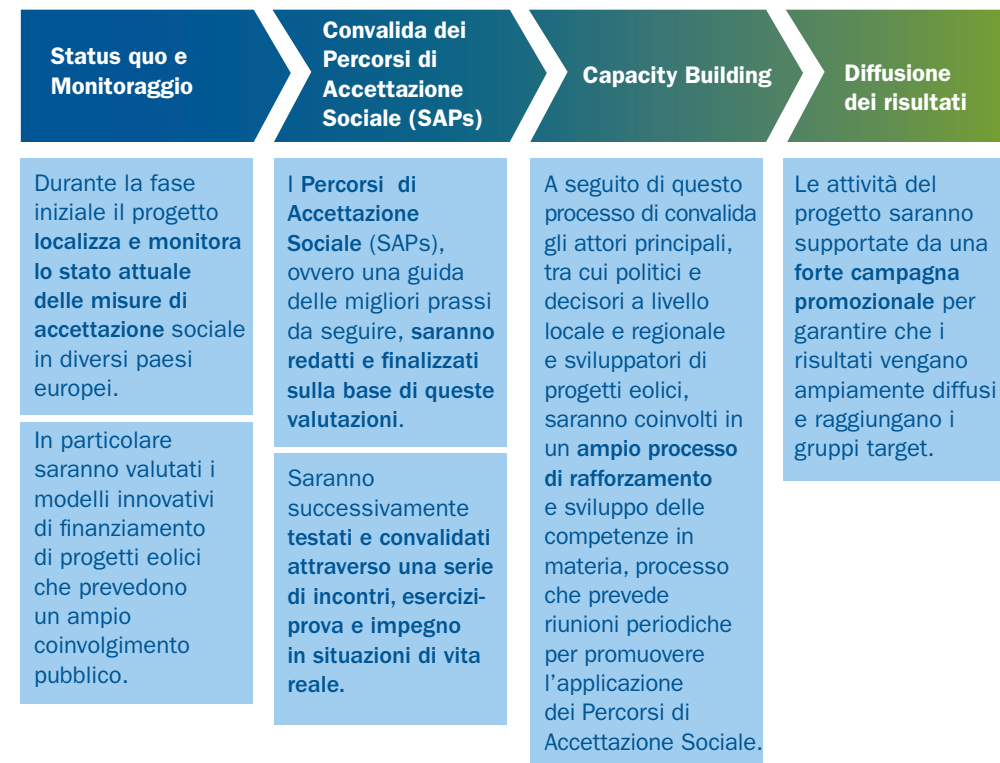 Status quo e
Monitoraggio
Convalida dei
Percorsi di
Accettazione
Sociale (SAPs)
Capacity Building
Diffusione
dei risultati
Durante la fase
iniziale il progetto
localizza e monitora
lo stato attuale
delle misure di
accettazione sociale
in diversi paesi
europei.
In particolare
saranno valutati i
modelli innovativi
di finanziamento
di progetti eolici
che prevedono
un ampio
coinvolgimento
pubblico.
I Percorsi di
Accettazione
Sociale (SAPs),
ovvero una guida
delle migliori prassi
da seguire, saranno
redatti e finalizzati
sulla base di queste
valutazioni.
Saranno
successivamente
testati e convalidati
attraverso una serie
di incontri, esercizi-
prova e impegno
in situazioni di vita
reale.
A seguito di questo
processo di convalida
gli attori principali,
tra cui politici e
decisori a livello
locale e regionale
e sviluppatori di
progetti eolici,
saranno coinvolti in
un ampio processo
di rafforzamento
e sviluppo delle
competenze in
materia, processo
che prevede
riunioni periodiche
per promuovere
l'applicazione
dei Percorsi di
Accettazione Sociale.
Le attività del
progetto saranno
supportate da una
forte campagna
promozionale per
garantire che i
risultati vengano
ampiamente diffusi
e raggiungano i
gruppi target.